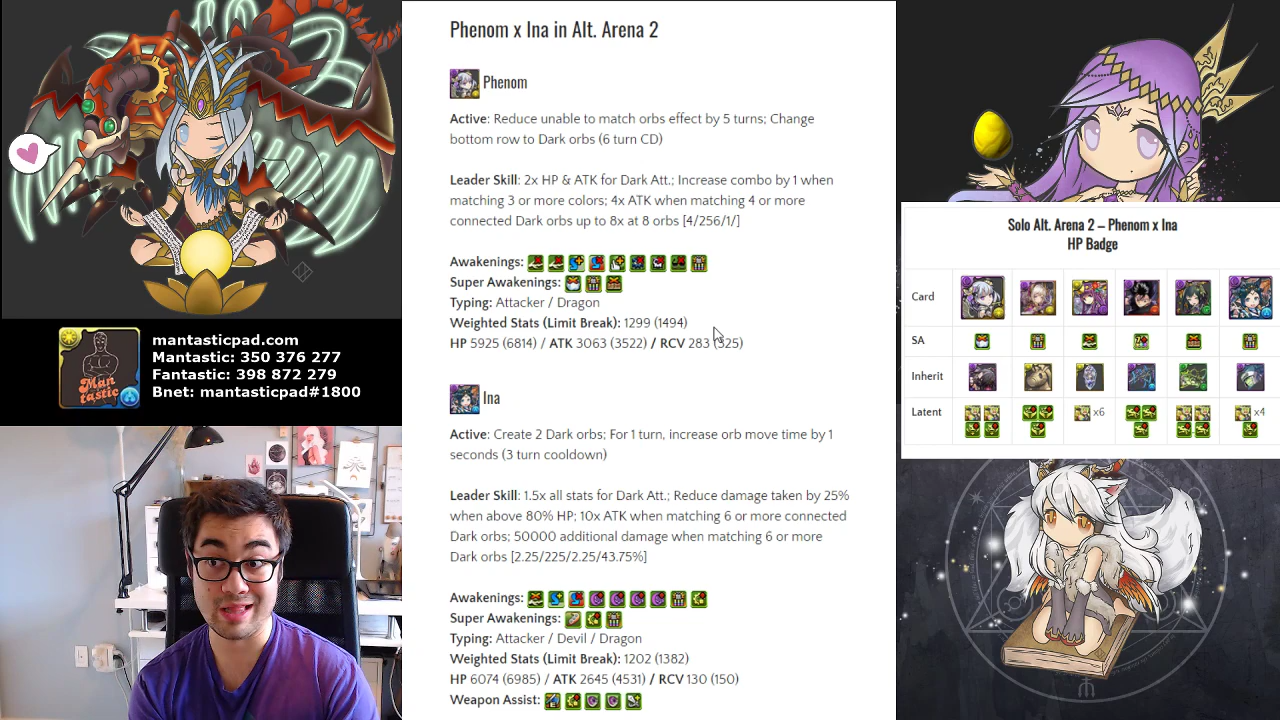 Phenom x Ina in Alt. Arena 2
Phenom
Active: Reduce unable to match orbs effect by 5 turns; Change
bottom row to Dark orbs (6 turn CD)
Leader Skill: 2x HP & ATK for Dark Att.; Increase combo by 1 when
matching 3 or more colors; 4x ATK when matching 4 or more
connected Dark orbs up to 8x at 8 orbs [4/256/1/]
Awakenings:
Super Awakenings:
Typing: Attacker / Dragon
Weighted Stats (Limit Break): 1299 (1494)
HP 5925 (6814) / ATK 3063 (3522) / RCV 283 (325)
Ina
Active: Create 2 Dark orbs; For 1 turn, increase orb move time by 1
seconds (3 turn cooldown)
Leader Skill: 1.5x all stats for Dark Att.; Reduce damage taken by 25%
when above 80% HP; 10x ATK when matching 6 or more connected
Dark orbs; 50000 additional damage when matching 6 or more
Dark orbs [2.25/225/2.25/43.75%]
Awakenings:
Super Awakenings:
Typing: Attacker / Devil / Dragon
Weighted Stats (Limit Break): 1202 (1382)
HP 6074 (6985) / ATK 2645 (4531) / RCV 130 (150)
Weapon Assist:
Man
tastic
mantasticpad.com
Mantastic: 350 376 277
Fantastic: 398 872 279
Bnet: mantasticpad#1800
Solo Alt. Arena 2 – Phenom x Ina
HP Badge
Card
SA
Inherit
Latent
x6
x4